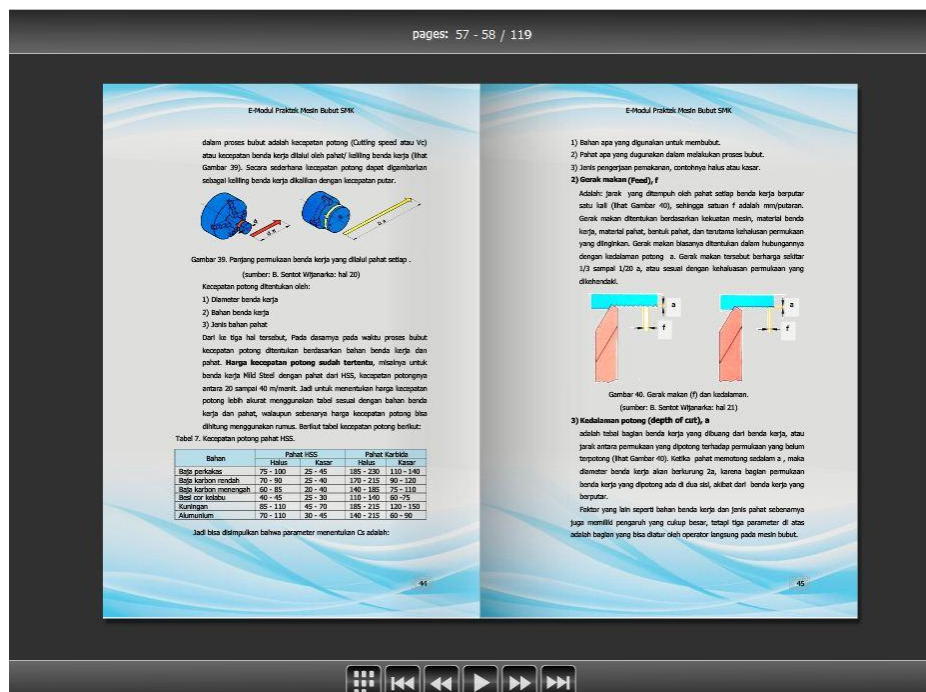 pages: 57 - 58 / 119
E-Modul Praktek Mesin Bubut SMK
dalam proses bubut adalah kecepatan potong (Cutting speed atau Vc)
atau kecepatan benda kerja dilalui oleh pahat/ keliling benda kerja (lihat
Gambar 39). Secara sederhana kecepatan potong dapat digambarkan
sebagai keliling benda kerja dikalikan dengan kecepatan putar.
Gambar 39. Panjang permukaan benda kerja yang dilalui pahat setiap .
(sumber: B. Sentot Wijanarka: hal 20)
Kecepatan potong ditentukan oleh:
1) Diameter benda kerja
2) Bahan benda kerja
3) Jenis bahan pahat
Dari ke tiga hal tersebut, Pada dasarnya pada waktu proses bubut
kecepatan potong ditentukan berdasarkan bahan benda kerja dan
pahat. Harga kecepatan potong sudah tertentu, misalnya untuk
benda kerja Mild Steel dengan pahat dari HSS, kecepatan potongnya
antara 20 sampai 40 m/menit. Jadi untuk menentukan harga kecepatan
potong lebih akurat menggunakan tabel sesuai dengan bahan benda
kerja dan pahat, walaupun sebenarya harga kecepatan potong bisa
dihitung menggunakan rumus. Berikut tabel kecepatan potong berikut:
Tabel 7. Kecepatan potong pahat HSS.
Bahan Pahat HSS Pahat Karbida
Halus Kasar Halus Kasar
Baja perkakas 75 - 100 25 - 45 185 - 230 110 - 140
Baja karbon rendah 70 - 90 25 - 40 170 - 215 90 - 120
Baja karbon menengah 60 - 85 20 - 40 140 - 185 75 - 110
Besi cor kelabu 40 - 45 25 - 30 110 - 140 60 -75
Kuningan 85 - 110 45 - 70 185 - 215 120 - 150
Alumunium 70 - 110 30 - 45 140 - 215 60 - 90
Jadi bisa disimpulkan bahwa parameter menentukan Cs adalah:
44
E-Modul Praktek Mesin Bubut SMK
1) Bahan apa yang digunakan untuk membubut.
2) Pahat apa yang dugunakan dalam melakukan proses bubut.
3) Jenis pengerjaan pemakanan, contohnya halus atau kasar.
2) Gerak makan (Feed), f
Adalah: jarak yang ditempuh oleh pahat setiap benda kerja berputar
satu kali (lihat Gambar 40), sehingga satuan f adalah mm/putaran.
Gerak makan ditentukan berdasarkan kekuatan mesin, material benda
kerja, material pahat, bentuk pahat, dan terutama kehalusan permukaan
yang diinginkan. Gerak makan biasanya ditentukan dalam hubungannya
dengan kedalaman potong a. Gerak makan tersebut berharga sekitar
1/3 sampai 1/20 a, atau sesuai dengan kehaluasan permukaan yang
dikehendaki.
a
f
a
f
Gambar 40. Gerak makan (f) dan kedalaman.
(sumber: B. Sentot Wijanarka: hal 21)
3) Kedalaman potong (depth of cut), a
adalah tebal bagian benda kerja yang dibuang dari benda kerja, atau
jarak antara permukaan yang dipotong terhadap permukaan yang belum
terpotong (lihat Gambar 40). Ketika pahat memotong sedalam a , maka
diameter benda kerja akan berkurung 2a, karena bagian permukaan
benda kerja yang dipotong ada di dua sisi, akibat dari benda kerja yang
berputar.
Faktor yang lain seperti bahan benda kerja dan jenis pahat sebenarnya
juga memiliki pengaruh yang cukup besar, tetapi tiga parameter di atas
adalah bagian yang bisa diatur oleh operator langsung pada mesin bubut.
45